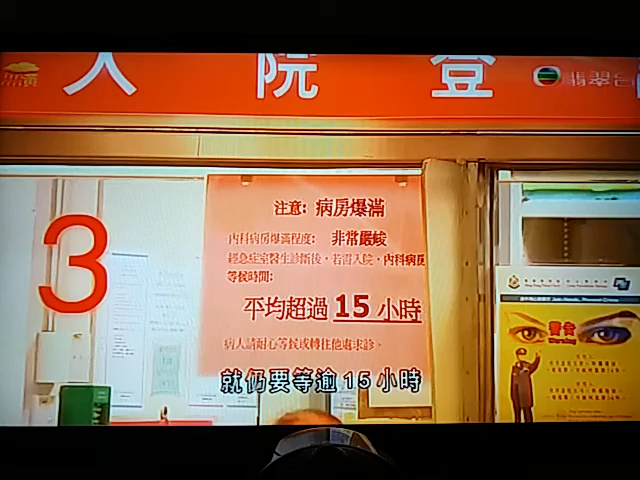 入院登
翡翠台
3
注意: 病房爆滿
內科病房爆滿程度: 非常嚴峻
經急症室醫生診斷後，若需入院，內科病房
等候時間:
平均超過 15 小時
病人請耐心等候或轉往他處求診。
就仍要等逾15小時
警告
Warning